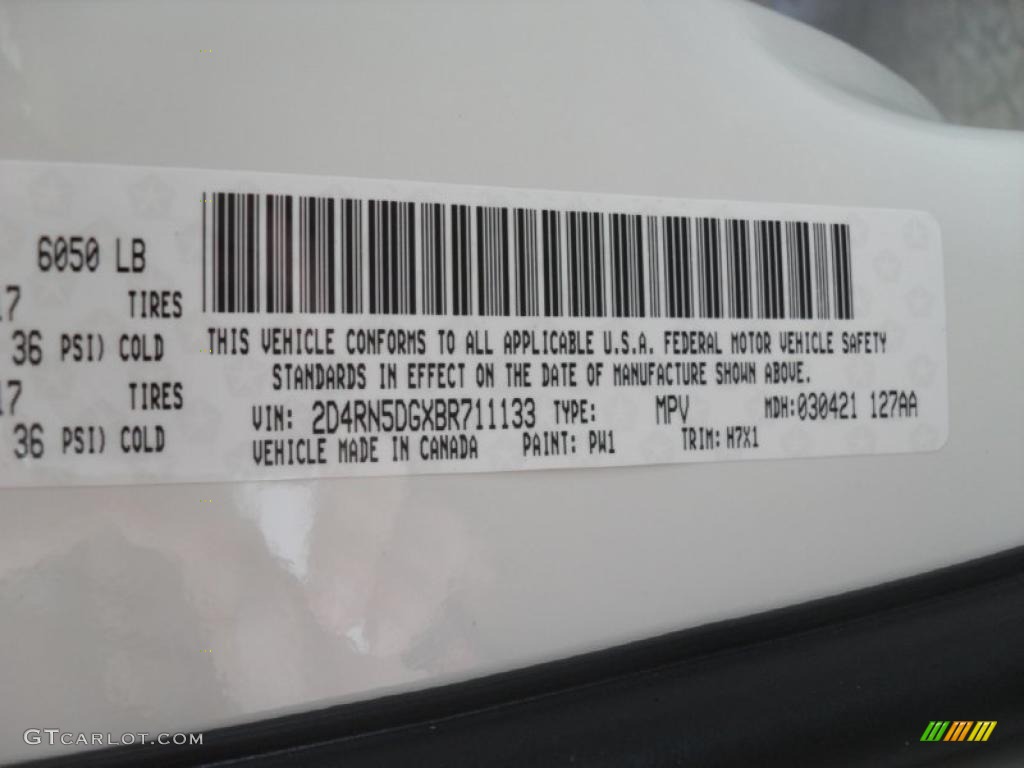 6050 LB
17 TIRES
36 PSI) COLD
17 TIRES
36 PSI) COLD
THIS VEHICLE CONFORMS TO ALL APPLICABLE U.S.A. FEDERAL MOTOR VEHICLE SAFETY
STANDARDS IN EFFECT ON THE DATE OF MANUFACTURE SHOWN ABOVE.
VIN: 2D4RN5DGXBR711133 TYPE: MPV MDH:030421 127AA
VEHICLE MADE IN CANADA PAINT: PW1 TRIM: H7X1
GTCARLOT.COM